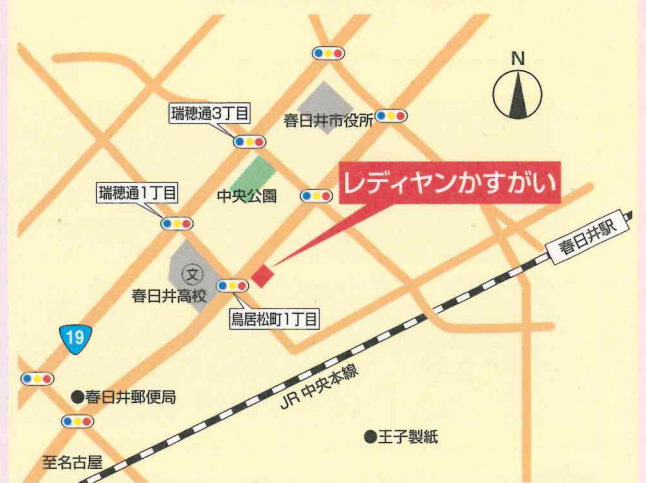 N
瑞穂通3丁目
春日井市役所
レディヤンかすがい
中央公園
瑞穂通1丁目
春日井駅
文
春日井高校
鳥居松町1丁目
19
JR中央本線
●春日井郵便局
●王子製紙
至名古屋